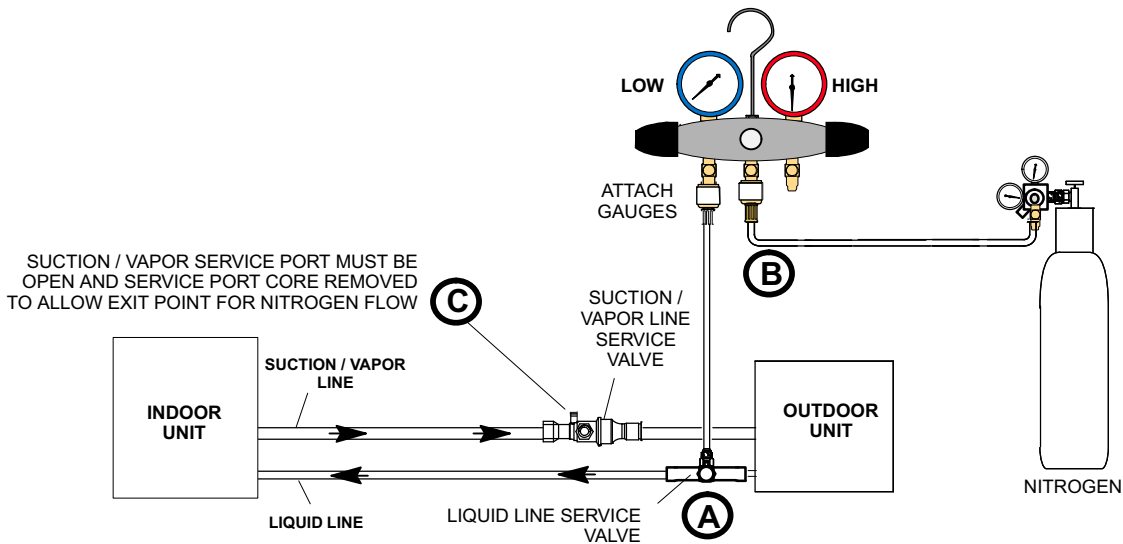 LOW
HIGH
ATTACH
GAUGES
B
SUCTION / VAPOR SERVICE PORT MUST BE
OPEN AND SERVICE PORT CORE REMOVED
TO ALLOW EXIT POINT FOR NITROGEN FLOW
C
SUCTION /
VAPOR LINE
SERVICE
VALVE
SUCTION / VAPOR
LINE
INDOOR
UNIT
OUTDOOR
UNIT
NITROGEN
LIQUID LINE
LIQUID LINE SERVICE
VALVE
A